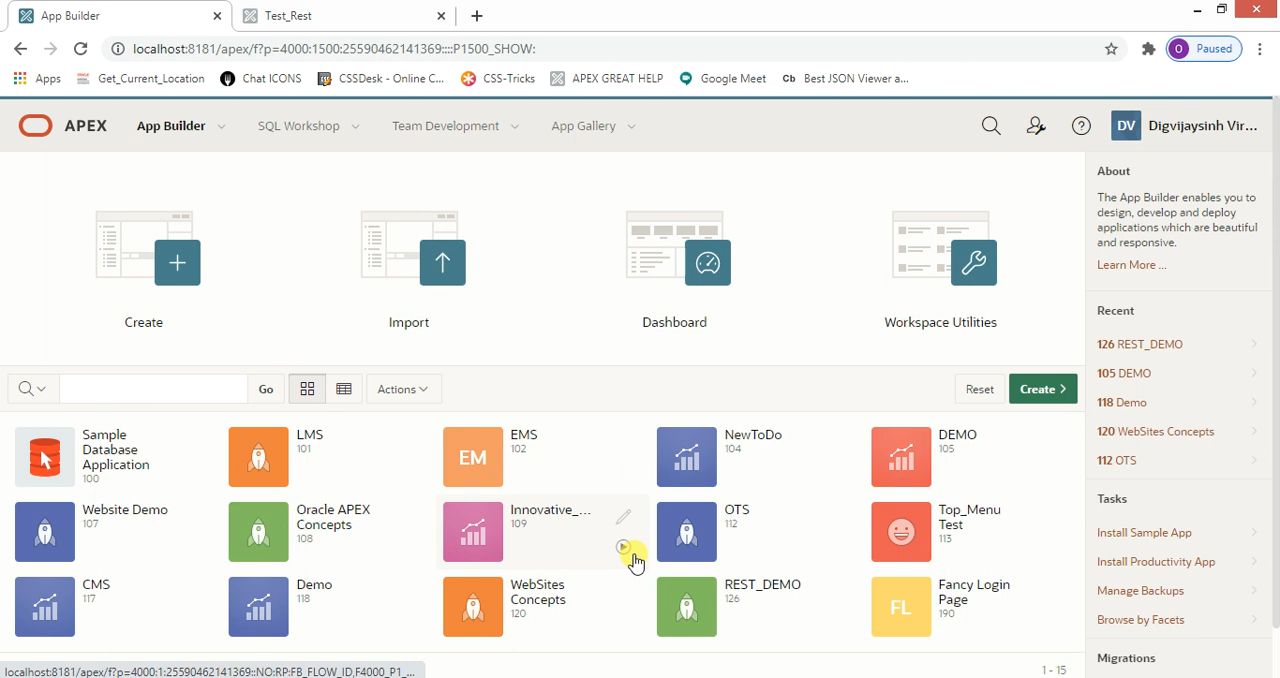 App Builder
Test_Rest
localhost:8181/apex/f?p=4000:1500:25590462141369::::P1500_SHOW:
O Paused
Apps
Get_Current_Location
Chat ICONS
CSSDesk - Online C...
CSS-Tricks
APEX GREAT HELP
Google Meet
Cb Best JSON Viewer a...
APEX
App Builder
SQL Workshop
Team Development
App Gallery
DV Digvijaysinh Vir...
Create
Import
Dashboard
Workspace Utilities
Go
Actions
Reset
Create
Sample
Database
Application
100
LMS
101
EM
EMS
102
NewToDo
104
DEMO
105
Website Demo
107
Oracle APEX
Concepts
108
Innovative_...
109
OTS
112
Top_Menu
Test
113
CMS
117
Demo
118
WebSites
Concepts
120
REST_DEMO
126
FL
Fancy Login
Page
190
1 - 15
About
The App Builder enables you to
design, develop and deploy
applications which are beautiful
and responsive.
Learn More ...
Recent
126 REST_DEMO
105 DEMO
118 Demo
120 WebSites Concepts
112 OTS
Tasks
Install Sample App
Install Productivity App
Manage Backups
Browse by Facets
Migrations
localhost:8181/apex/f?p=4000:1:25590462141369::NO:RP:FB_FLOW_ID,F4000_P1_...